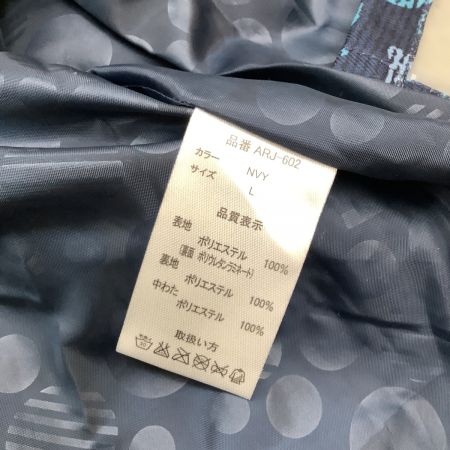 品番 ARJ-602
カラー NVY
サイズ L
品質表示
表地 ポリエステル 100%
(裏面 ポリウレタンラミネート)
裏地 ポリエステル 100%
中わた ポリエステル 100%
取扱い方